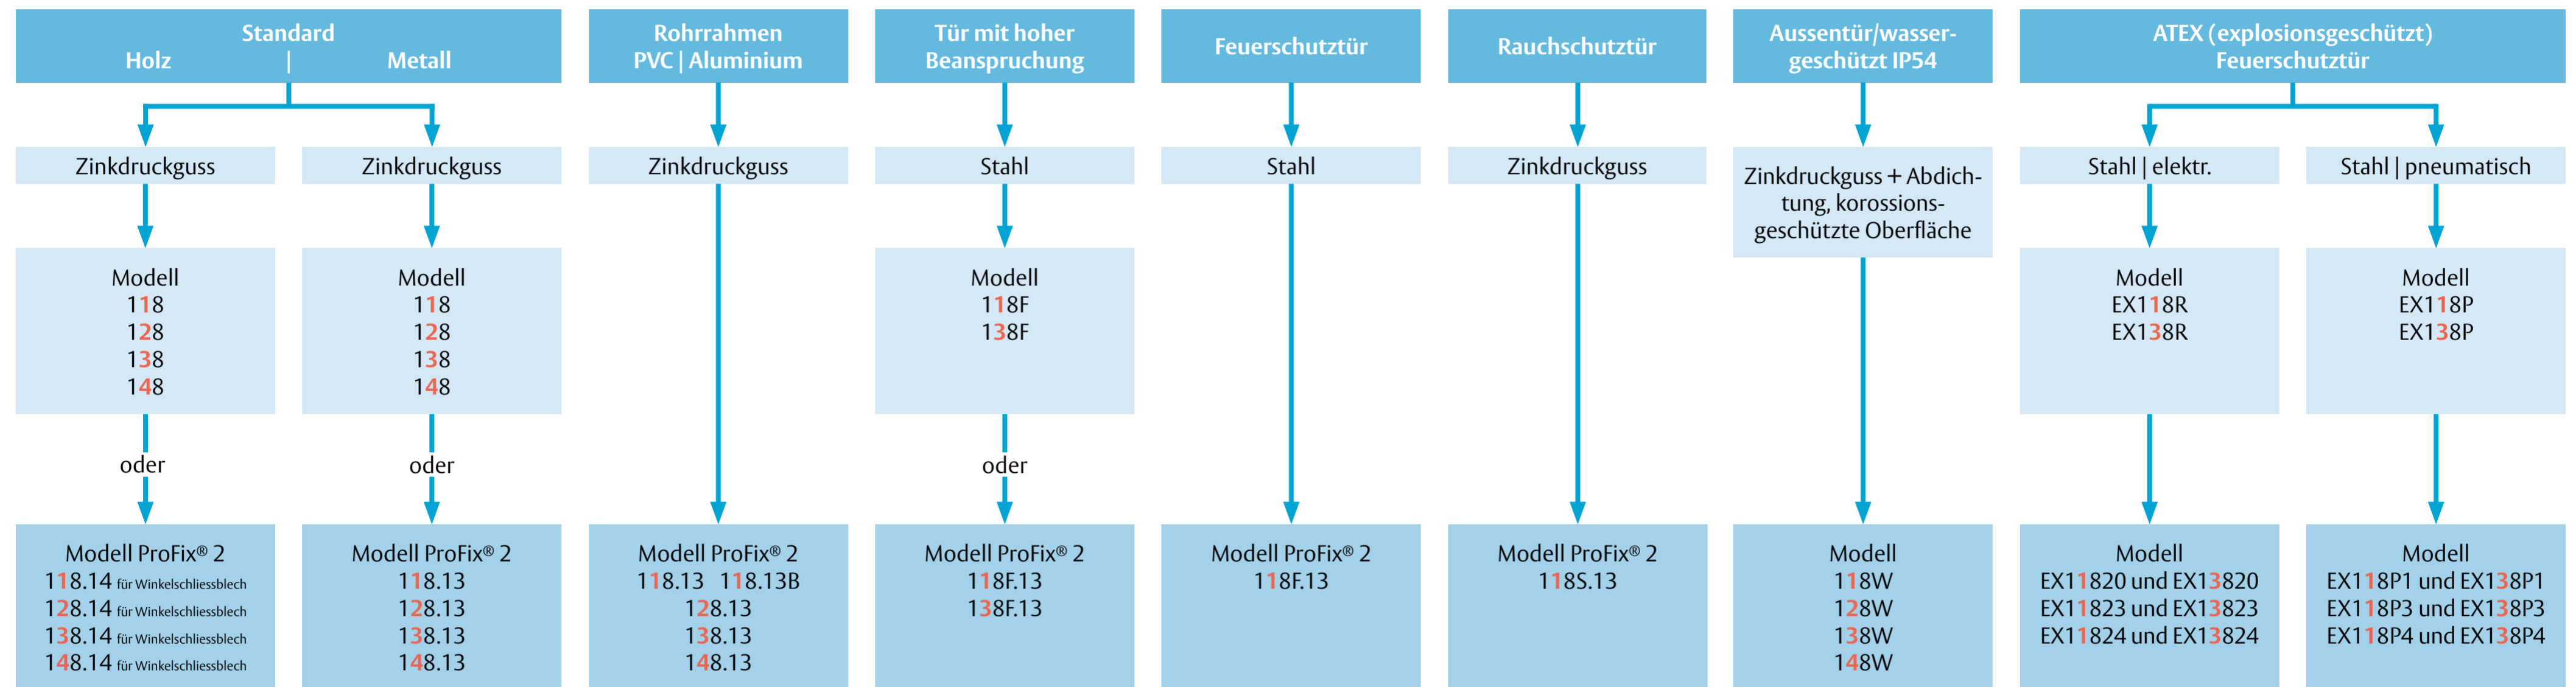 Standard
Holz | Metall
Zinkdruckguss
Modell
118
128
138
148
oder
Modell ProFix® 2
118.14 für Winkelschliessblech
128.14 für Winkelschliessblech
138.14 für Winkelschliessblech
148.14 für Winkelschliessblech
Zinkdruckguss
Modell
118
128
138
148
oder
Modell ProFix® 2
118.13
128.13
138.13
148.13
Rohrrahmen
PVC | Aluminium
Zinkdruckguss
Modell ProFix® 2
118.13 118.13B
128.13
138.13
148.13
Tür mit hoher
Beanspruchung
Stahl
Modell
118F
138F
oder
Modell ProFix® 2
118F.13
138F.13
Feuerschutztür
Stahl
Modell ProFix® 2
118F.13
Rauchschutztür
Zinkdruckguss
Modell ProFix® 2
118S.13
Aussentür/wasser-
geschützt IP54
Zinkdruckguss + Abdich-
tung, korossions-
geschützte Oberfläche
Modell
118W
128W
138W
148W
ATEX (explosionsgeschützt)
Feuerschutztür
Stahl | elektr.
Modell
EX118R
EX138R
Modell
EX11820 und EX13820
EX11823 und EX13823
EX11824 und EX13824
Stahl | pneumatisch
Modell
EX118P
EX138P
Modell
EX118P1 und EX138P1
EX118P3 und EX138P3
EX118P4 und EX138P4